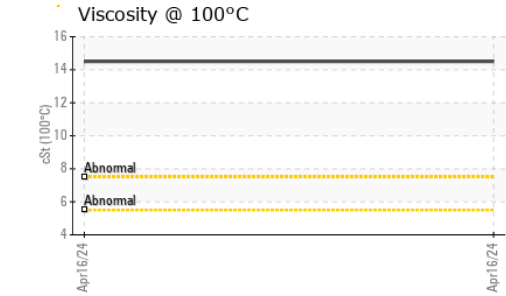 Viscosity @ 100°C
cSt (100°C)
16
14
12
10
8
6
4
Abnormal
Abnormal
Apr16/24
Apr16/24